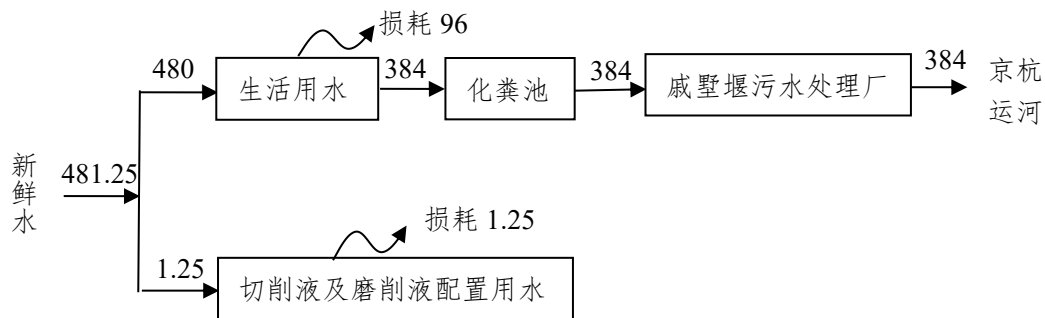 损耗 96
480
生活用水
384
化粪池
384
戚墅堰污水处理厂
384
京杭
运河
新
鲜
水
481.25
损耗 1.25
1.25
切削液及磨削液配置用水